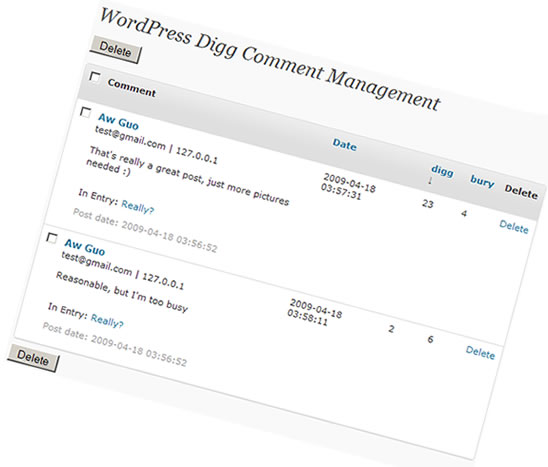 WordPress Digg Comment Management
Delete
Comment Date digg ↓ bury Delete
Aw Guo
test@gmail.com | 127.0.0.1
That's really a great post, just more pictures
needed :)
2009-04-18
03:57:31
23 4 Delete
In Entry: Really?
Post date: 2009-04-18 03:56:52
Aw Guo
test@gmail.com | 127.0.0.1
Reasonable, but I'm too busy
2009-04-18
03:58:11
2 6 Delete
In Entry: Really?
Post date: 2009-04-18 03:56:52
Delete